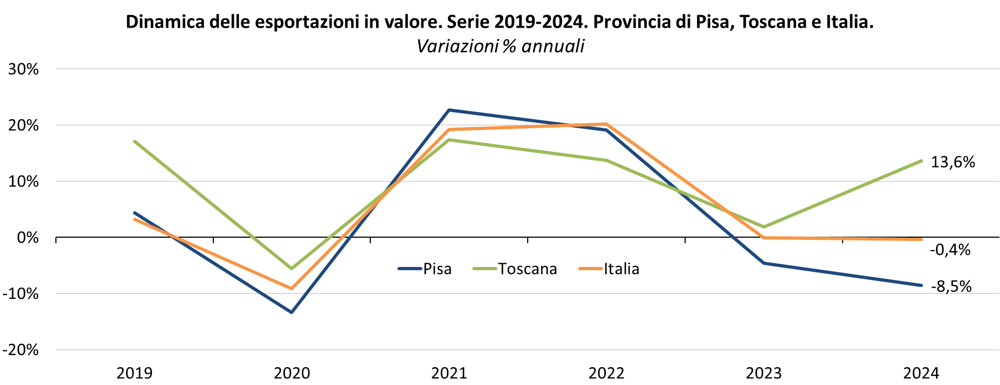 Dinamica delle esportazioni in valore. Serie 2019-2024. Provincia di Pisa, Toscana e Italia.
Variazioni % annuali
30%
20%
10%
0%
-10%
-20%
13,6%
-0,4%
-8,5%
Pisa Toscana Italia
2019 2020 2021 2022 2023 2024